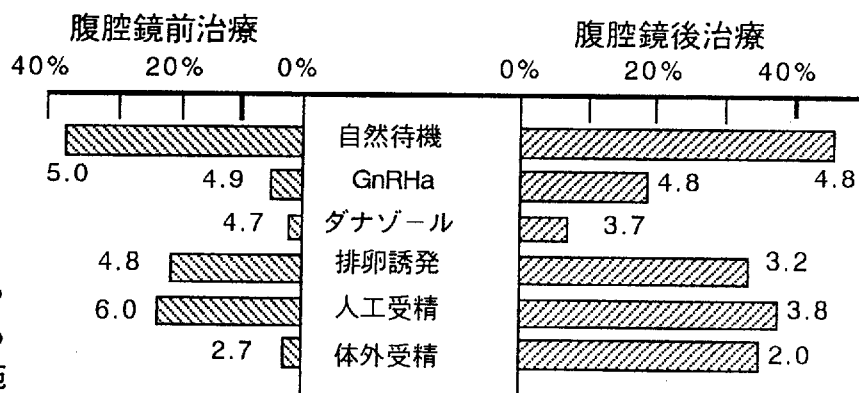 腹腔鏡前治療 腹腔鏡後治療
40% 20% 0% 0% 20% 40%
自然待機
5.0 4.8
4.9 GnRHa 4.8
4.7 ダナゾール 3.7
4.8 排卵誘発 3.2
6.0 人工受精 3.8
2.7 体外受精 2.0